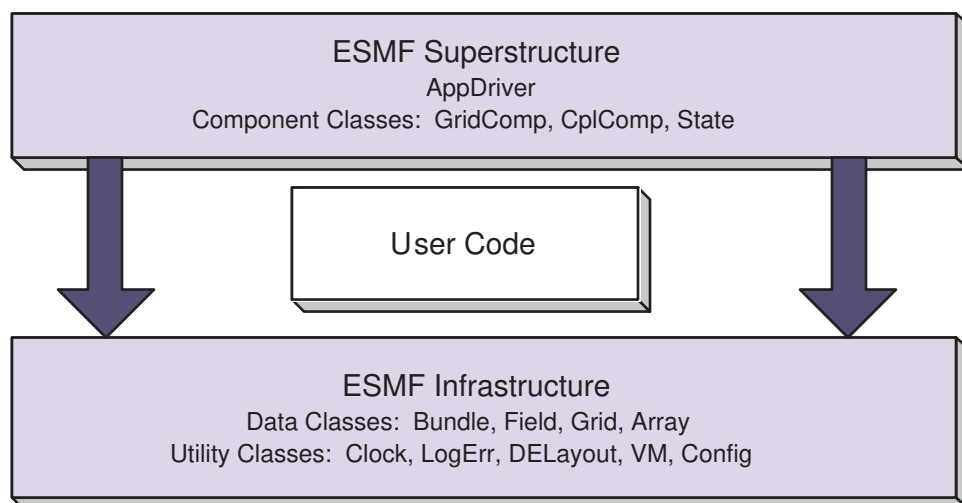 ESMF Superstructure
AppDriver
Component Classes: GridComp, CplComp, State
User Code
ESMF Infrastructure
Data Classes: Bundle, Field, Grid, Array
Utility Classes: Clock, LogErr, DELayout, VM, Config